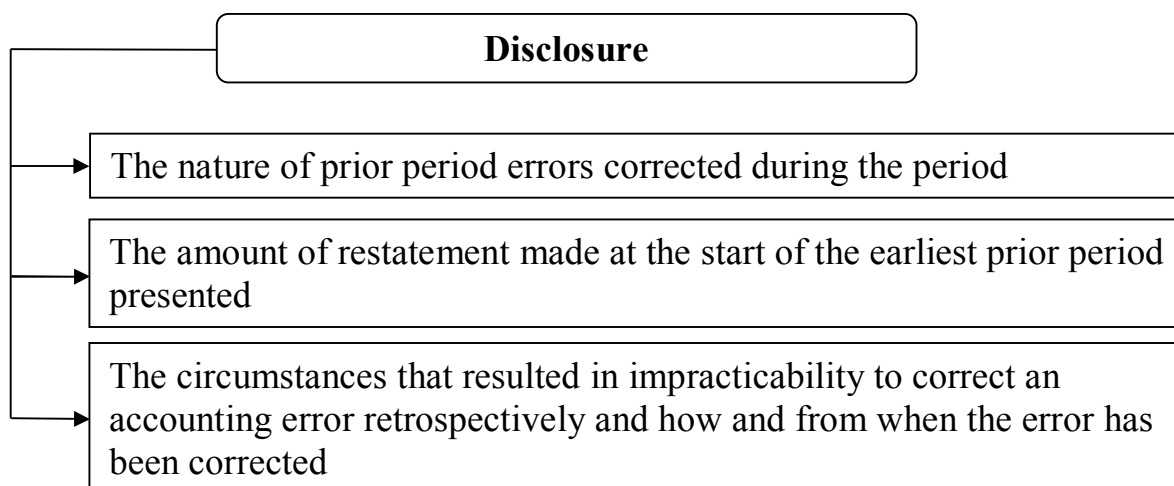 Disclosure
The nature of prior period errors corrected during the period
The amount of restatement made at the start of the earliest prior period
presented
The circumstances that resulted in impracticability to correct an
accounting error retrospectively and how and from when the error has
been corrected